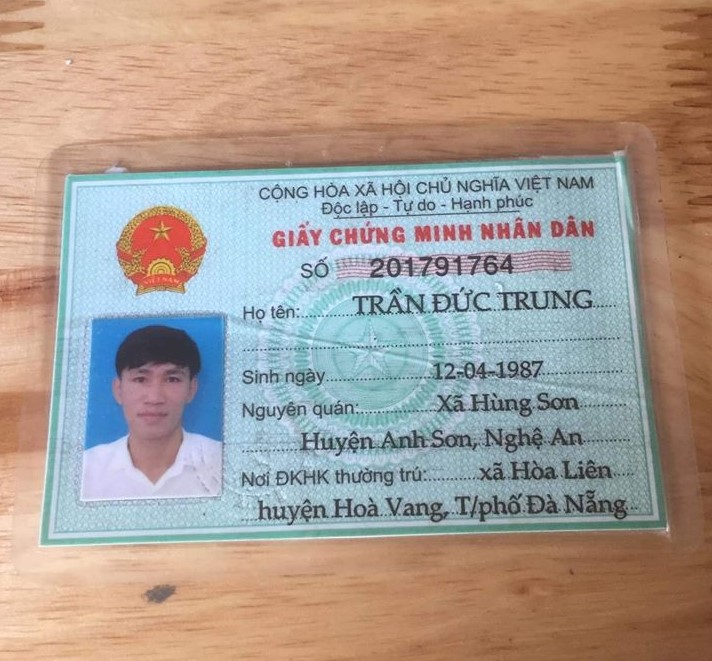 CỘNG HÒA XÃ HỘI CHỦ NGHĨA VIỆT NAM
Độc lập - Tự do - Hạnh phúc
GIẤY CHỨNG MINH NHÂN DÂN
SỐ 201791764
Họ tên: TRẦN ĐỨC TRUNG
Sinh ngày 12-04-1987
Nguyên quán: Xã Hùng Sơn
Huyện Anh Sơn, Nghệ An
Nơi ĐKHK thường trú: xã Hòa Liên
huyện Hoà Vang, T/phố Đà Nẵng
VIỆT NAM